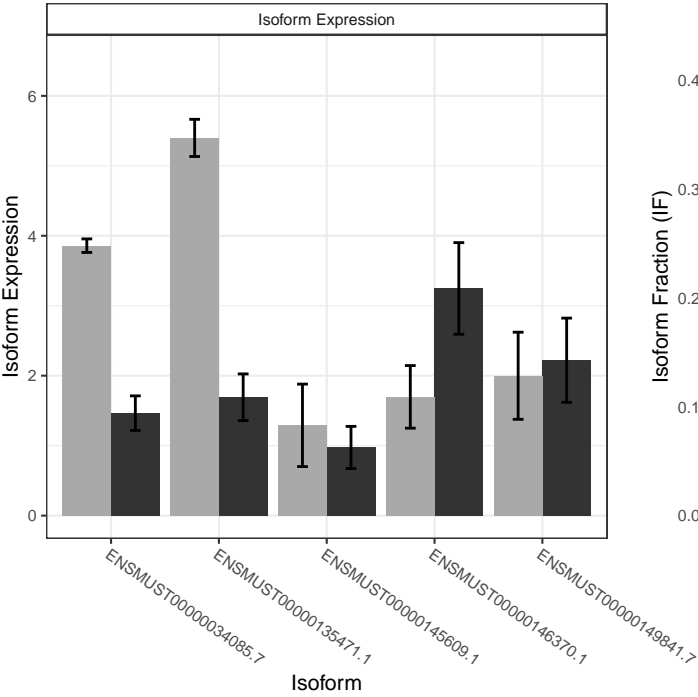 Isoform Expression
Isoform Expression
6
4
2
0
ENSMUST00000034085.7
ENSMUST00000135471.1
ENSMUST00000145609.1
ENSMUST00000146370.1
ENSMUST00000149841.7
Isoform
Isoform Fraction (IF)
0.4
0.3
0.2
0.1
0.0